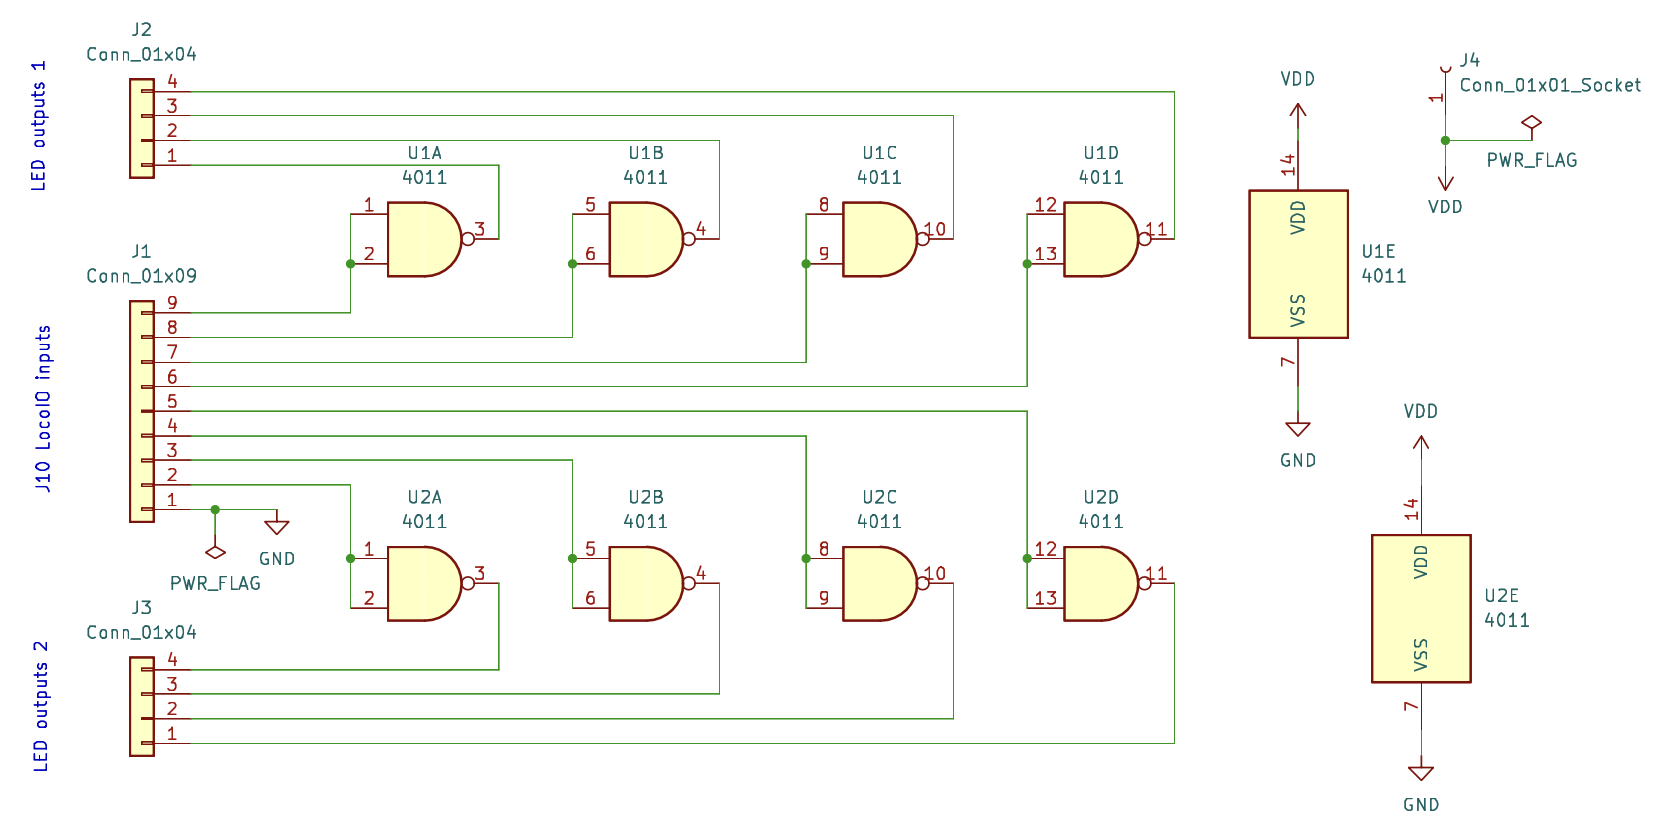 J2
Conn_01x04
LED outputs 1
4
3
2
1
U1A
4011
1
2
3
U1B
4011
5
6
4
U1C
4011
8
9
10
U1D
4011
12
13
11
VDD
14
VDD
VSS
7
U1E
4011
GND
J4
Conn_01x01_Socket
1
PWR_FLAG
VDD
J1
Conn_01x09
J10 LocoIO inputs
9
8
7
6
5
4
3
2
1
PWR_FLAG
GND
U2A
4011
1
2
3
U2B
4011
5
6
4
U2C
4011
8
9
10
U2D
4011
12
13
11
VDD
14
VDD
VSS
7
U2E
4011
GND
J3
Conn_01x04
LED outputs 2
4
3
2
1